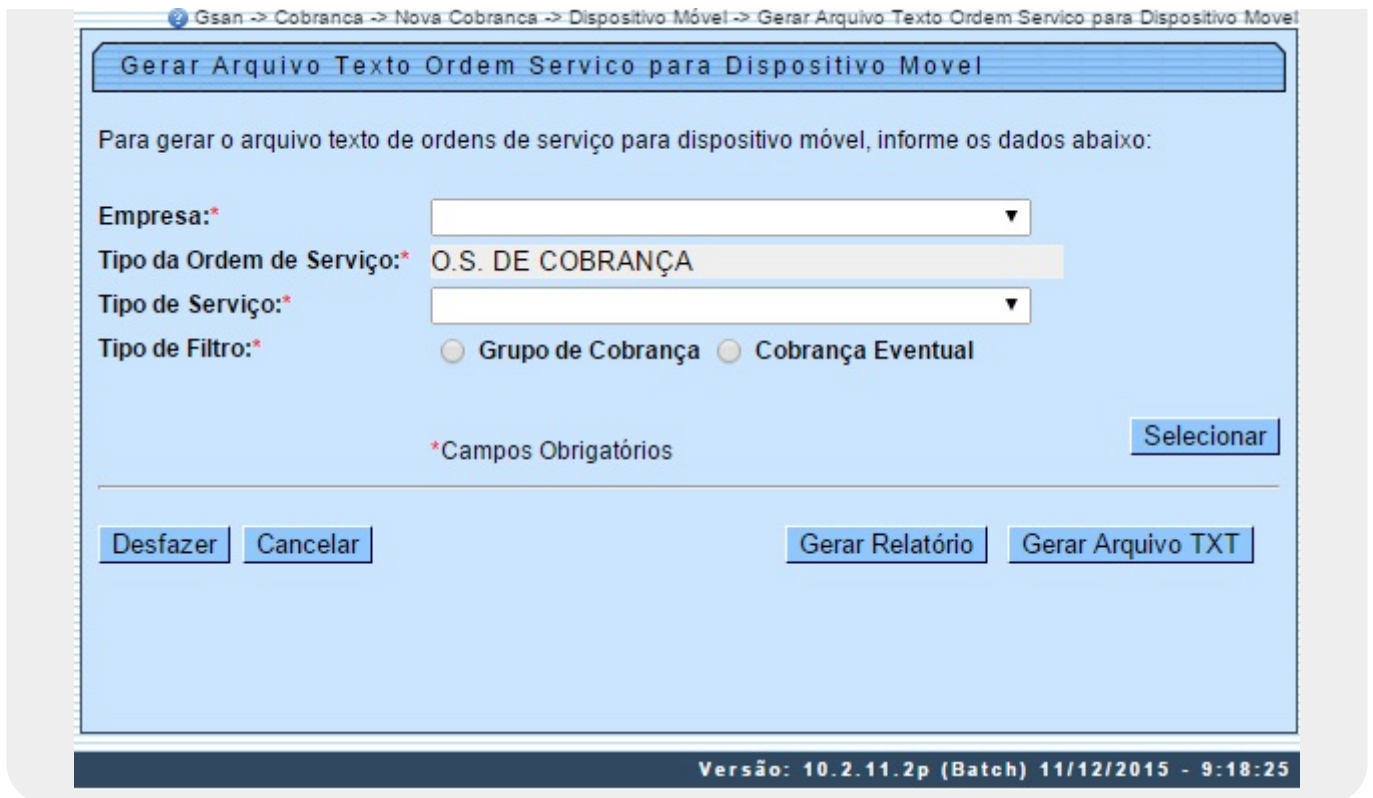 Gsan -> Cobranca -> Nova Cobranca -> Dispositivo Móvel -> Gerar Arquivo Texto Ordem Servico para Dispositivo Movel
Gerar Arquivo Texto Ordem Servico para Dispositivo Movel
Para gerar o arquivo texto de ordens de serviço para dispositivo móvel, informe os dados abaixo:
Empresa:*
Tipo da Ordem de Serviço:* O.S. DE COBRANÇA
Tipo de Serviço:*
Tipo de Filtro:* Grupo de Cobrança Cobrança Eventual
*Campos Obrigatórios Selecionar
Desfazer Cancelar Gerar Relatório Gerar Arquivo TXT
Versão: 10.2.11.2p (Batch) 11/12/2015 - 9:18:25